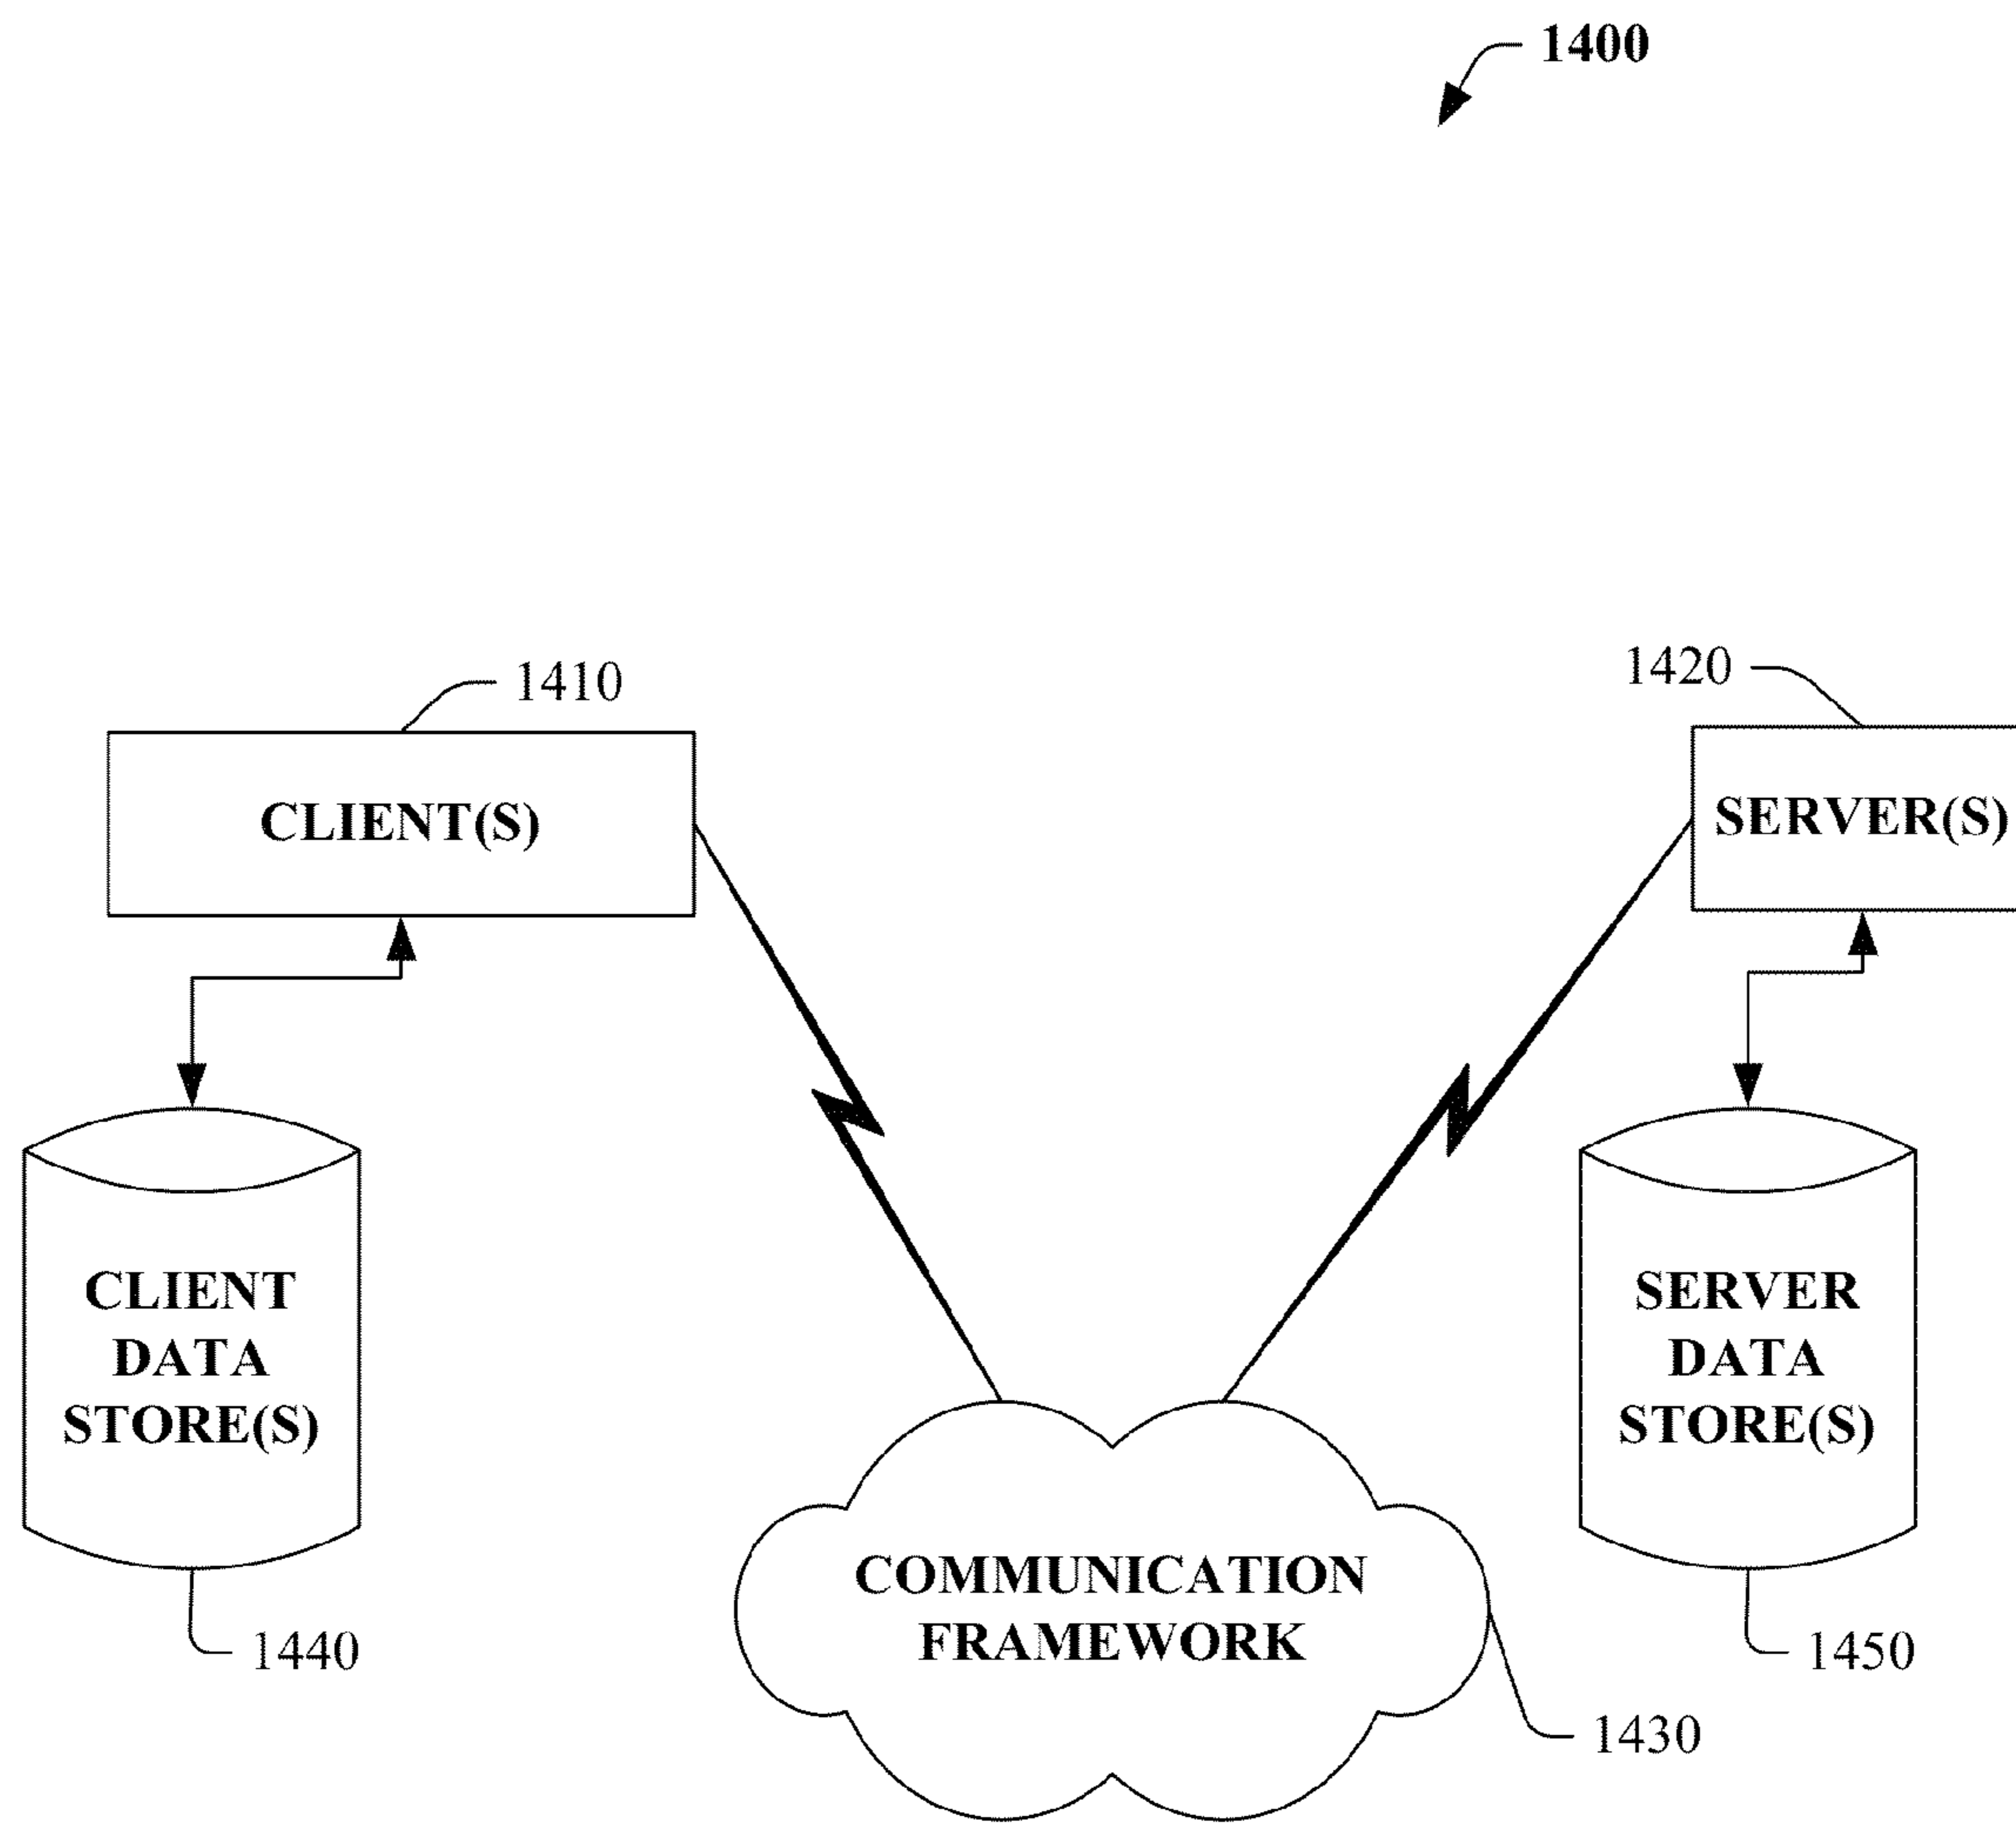 1400
1410
1420
CLIENT(S)
SERVER(S)
CLIENT
DATA
STORE(S)
SERVER
DATA
STORE(S)
COMMUNICATION
FRAMEWORK
1440
1450
1430